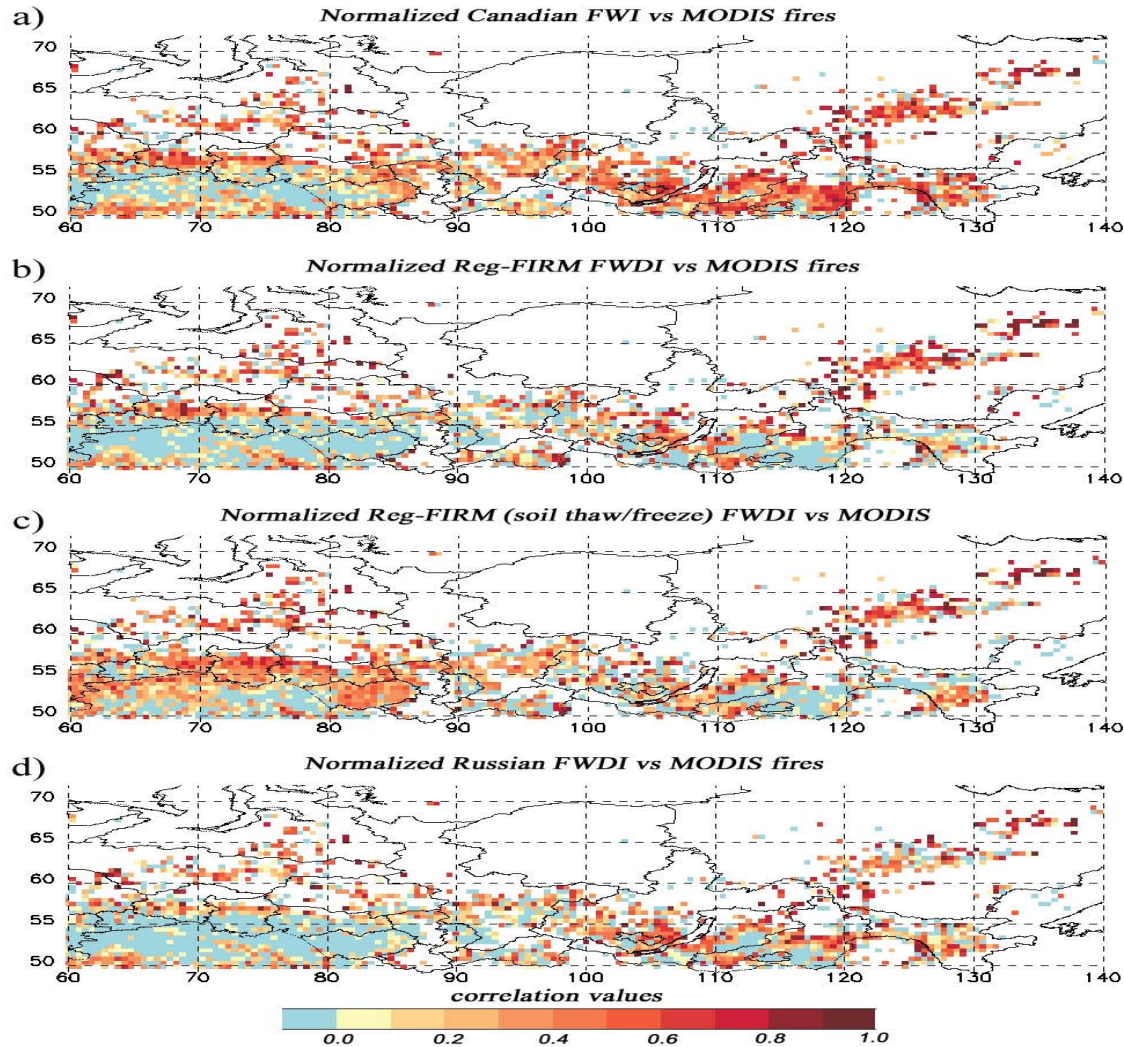 a) Normalized Canadian FWI vs MODIS fires
70
65
60
55
50
60 70 80 90 100 110 120 130 140
b) Normalized Reg-FIRM FWDI vs MODIS fires
70
65
60
55
50
60 70 80 90 100 110 120 130 140
c) Normalized Reg-FIRM (soil thaw/freeze) FWDI vs MODIS
70
65
60
55
50
60 70 80 90 100 110 120 130 140
d) Normalized Russian FWDI vs MODIS fires
70
65
60
55
50
60 70 80 90 100 110 120 130 140
correlation values
0.0 0.2 0.4 0.6 0.8 1.0